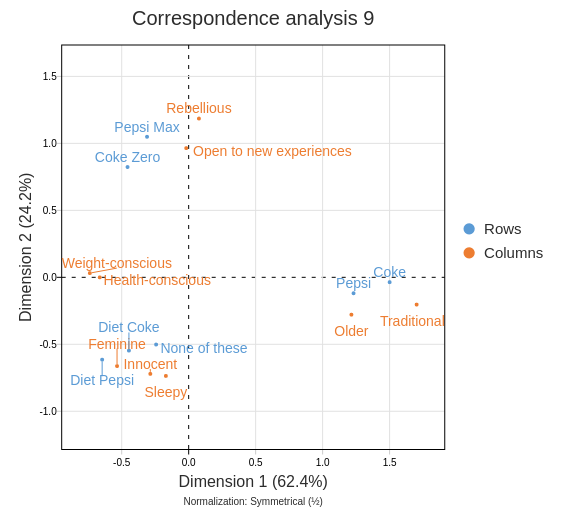 Correspondence analysis 9
1.5
Rebellious
Pepsi Max
1.0
Open to new experiences
Coke Zero
0.5
Rows
Columns
Weight-conscious
Coke
0.0
Health-conscious
Pepsi
Traditional
Diet Coke
Older
-0.5
Feminine
None of these
Innocent
Diet Pepsi
Sleepy
-1.0
Dimension 2 (24.2%)
-0.5
0.0
0.5
1.0
1.5
Dimension 1 (62.4%)
Normalization: Symmetrical (½)